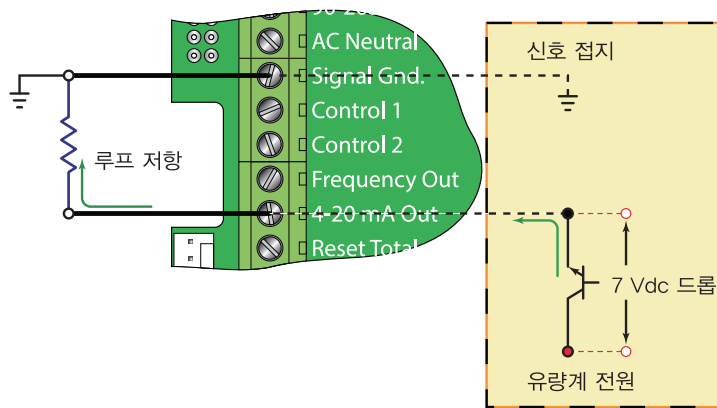 AC Neutral
Signal Gnd.
Control 1
Control 2
Frequency Out
4-20 mA Out
Reset Total
루프 저항
신호 접지
7 Vdc 드롭
유량계 전원